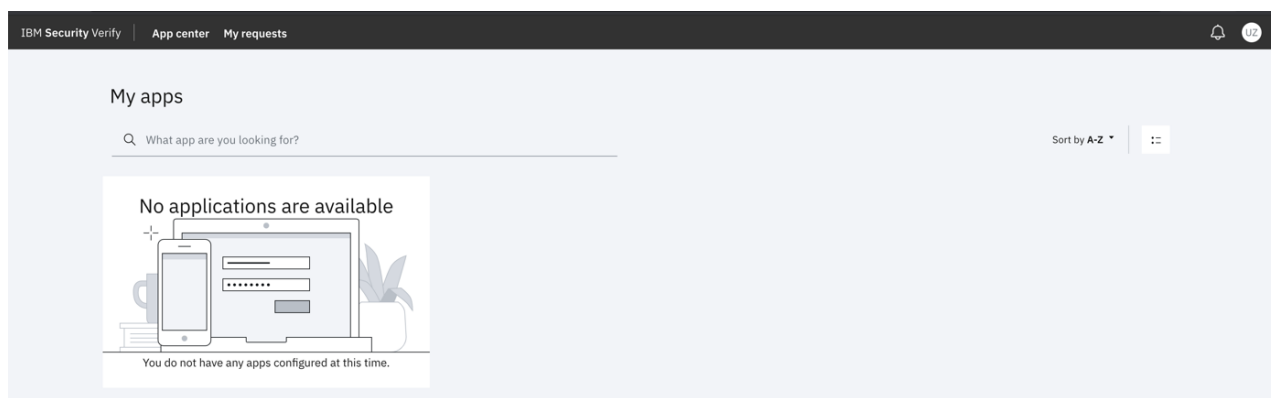 IBM Security Verify App center My requests UZ
My apps
What app are you looking for? Sort by A-Z
No applications are available
You do not have any apps configured at this time.